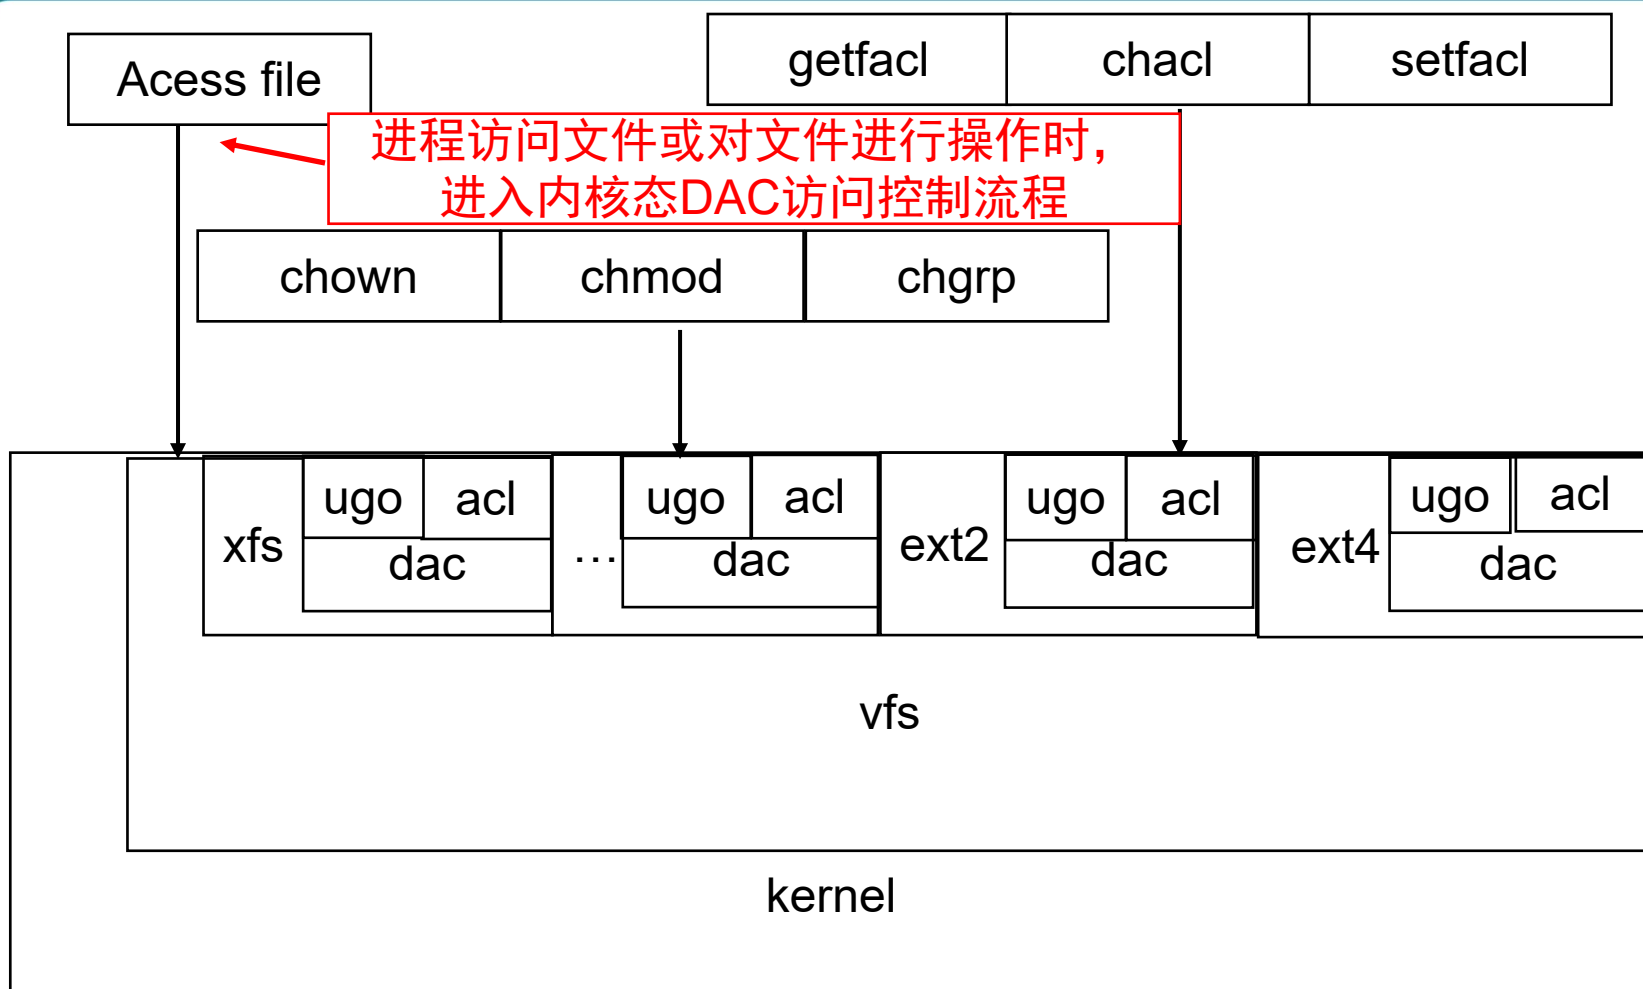 Acess file
getfacl
chacl
setfacl
进程访问文件或对文件进行操作时，
进入内核态DAC访问控制流程
chown
chmod
chgrp
xfs
ugo
acl
dac
...
ugo
acl
dac
ext2
ugo
acl
dac
ext4
ugo
acl
dac
vfs
kernel